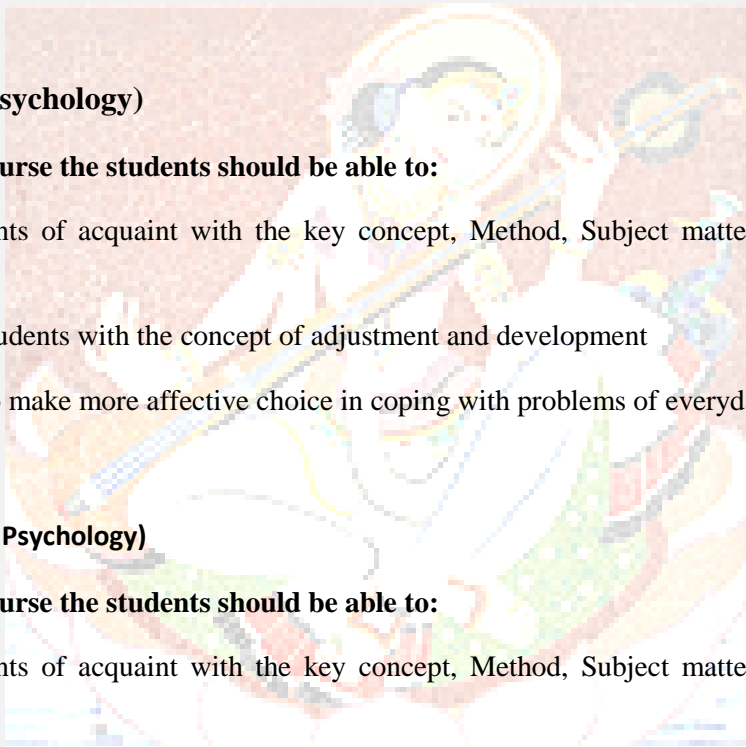 sychology)
urse the students should be able to:
nts of acquaint with the key concept, Method, Subject matte
udents with the concept of adjustment and development
make more affective choice in coping with problems of everyd
Psychology)
urse the students should be able to:
nts of acquaint with the key concept, Method, Subject matte